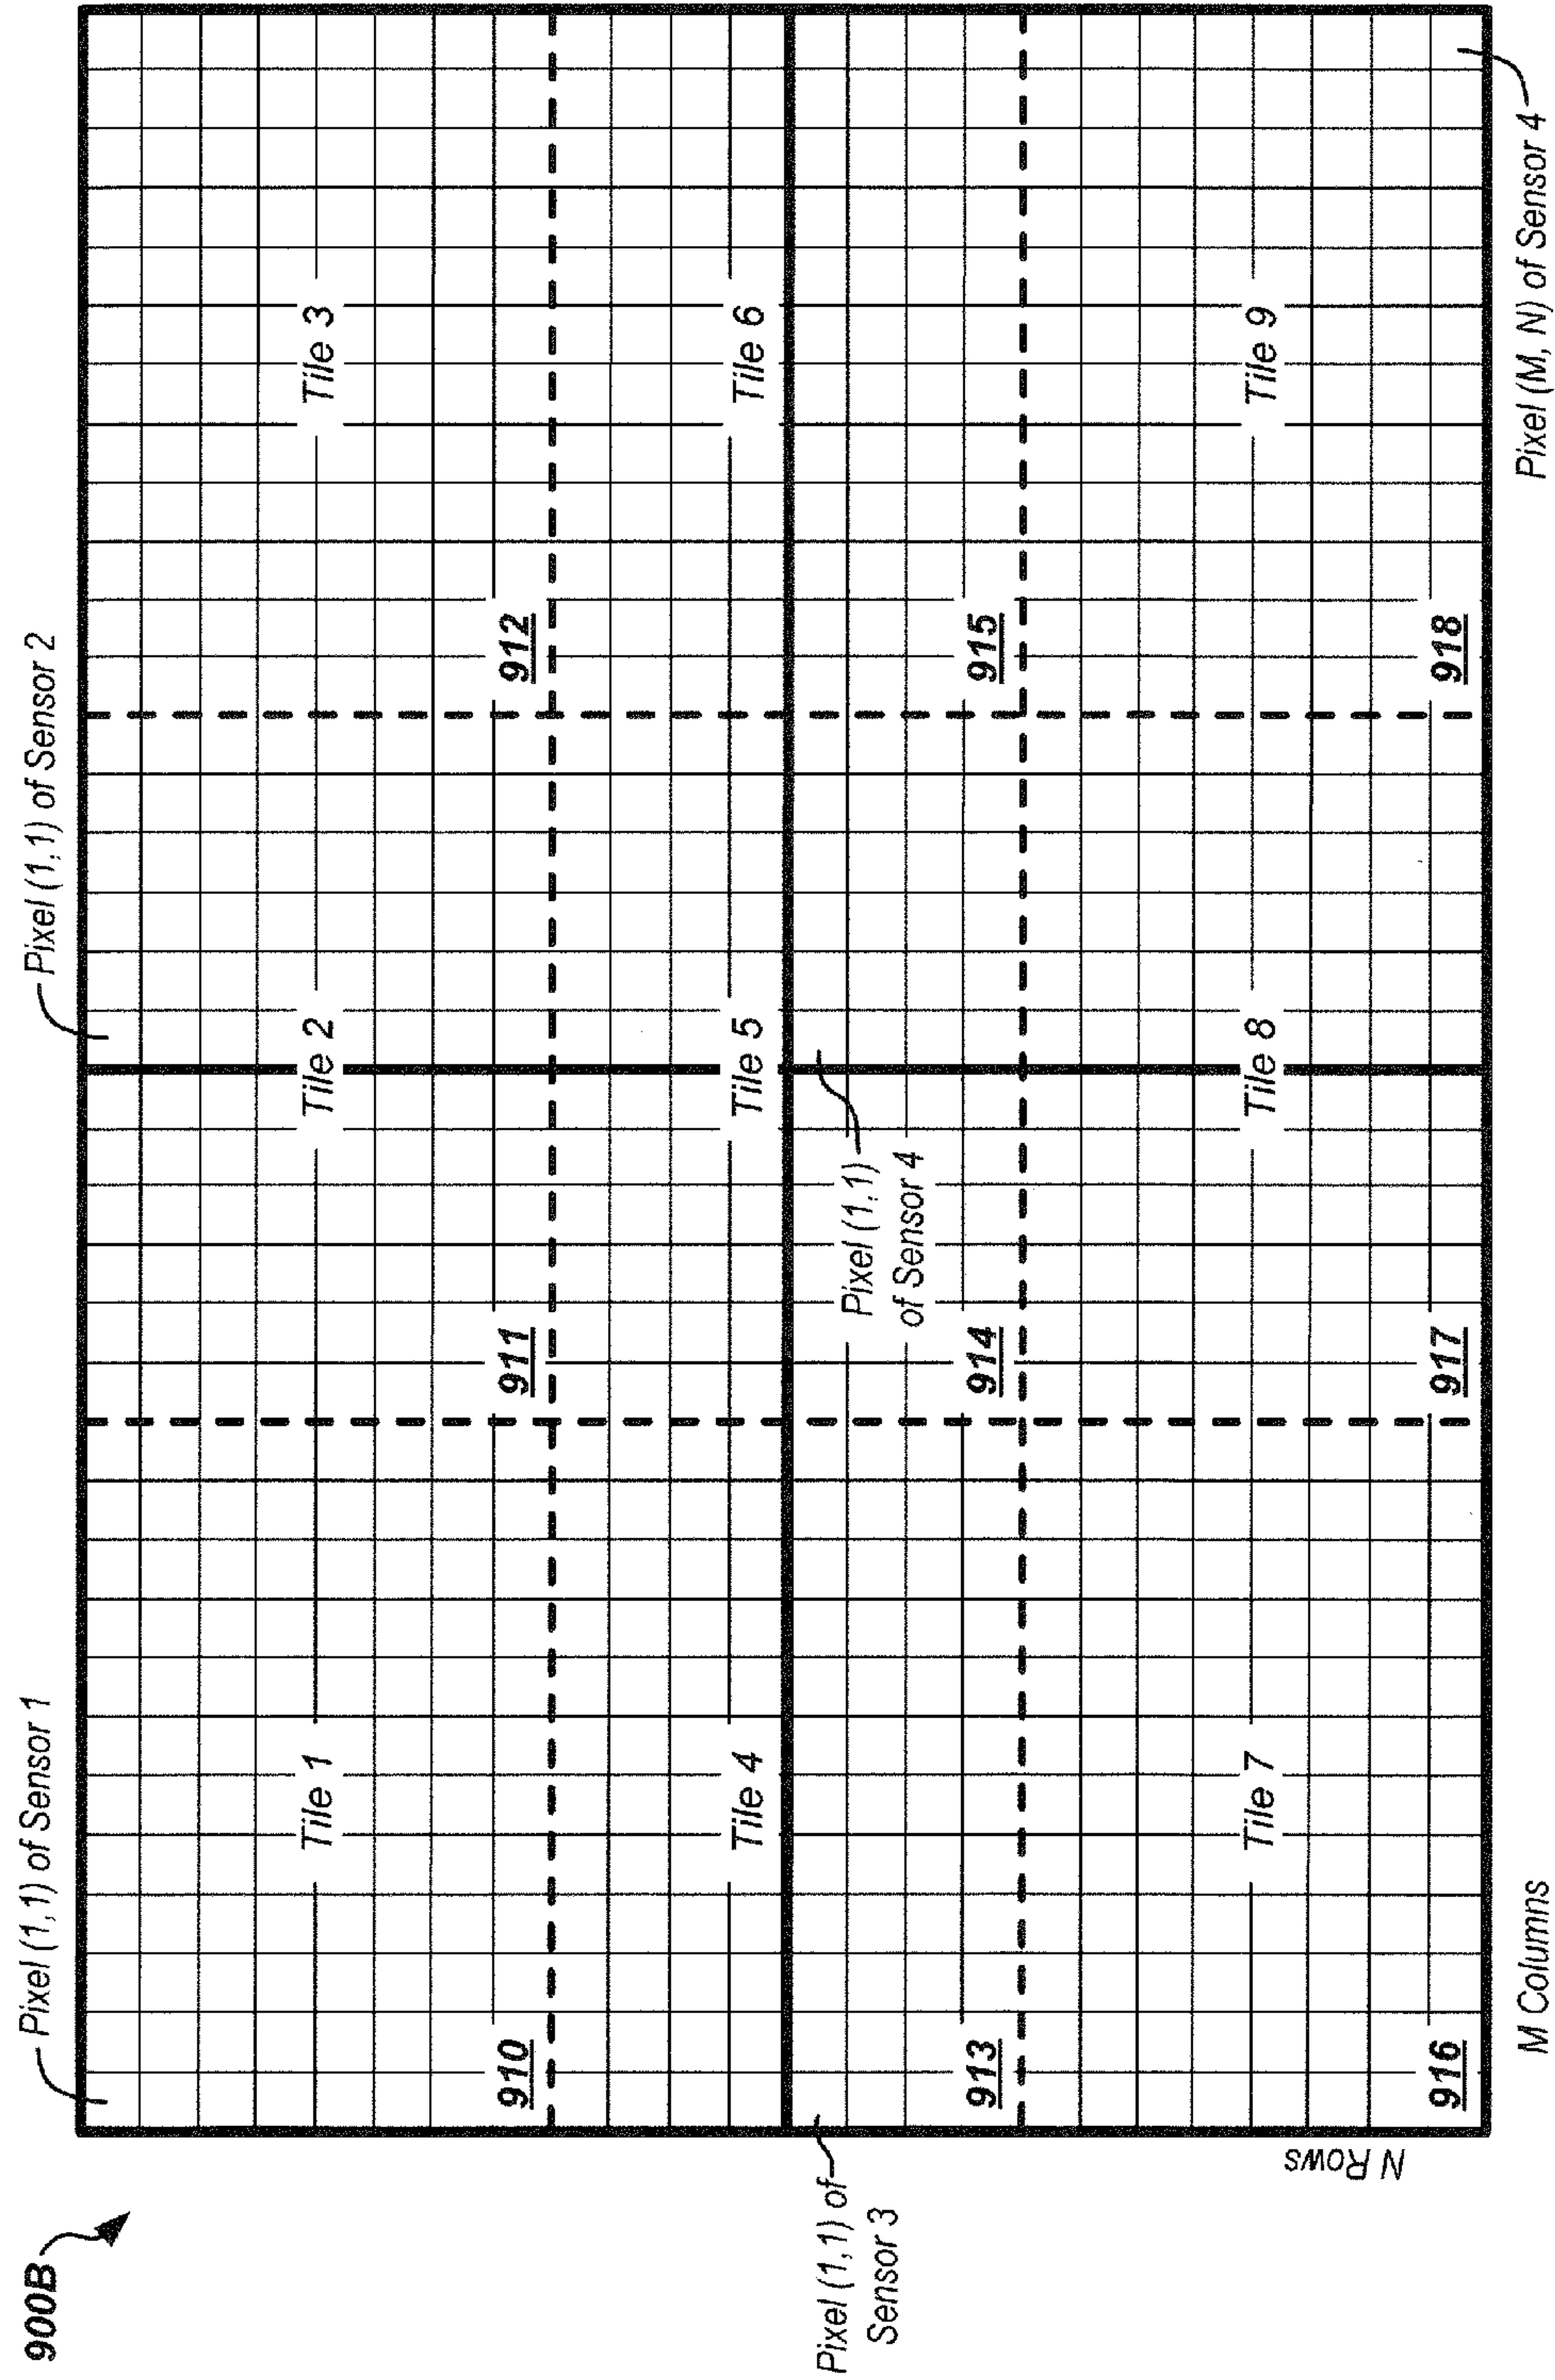 900B
Pixel (1,1) of Sensor 1
Pixel (1,1) of Sensor 2
Tile 1
Tile 2
Tile 3
910
911
912
Tile 4
Tile 5
Tile 6
Pixel (1,1) of
Sensor 3
Pixel (1,1)
of Sensor 4
913
914
915
Tile 7
Tile 8
Tile 9
916
917
918
N Rows
M Columns
Pixel (M, N) of Sensor 4